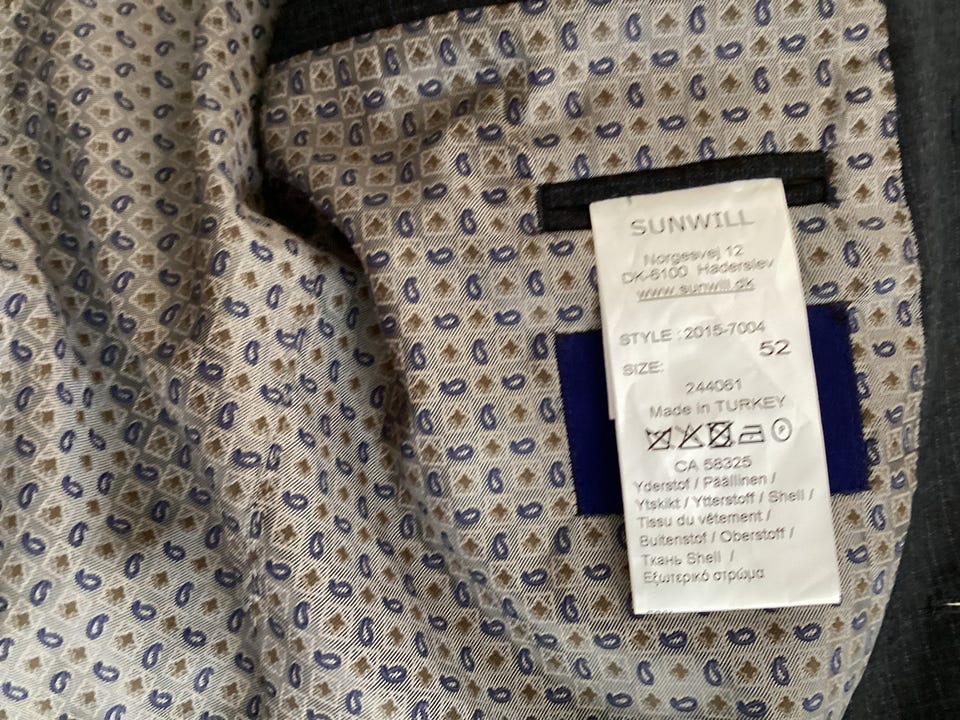 SUNWILL
Norgesvej 12
DK-6100 Haderslev
www.sunwill.dk
STYLE : 2015-7004
SIZE: 52
244061
Made in TURKEY
CA 58325
Yderstof / Päällinen /
Ytskikt / Ytterstoff / Shell /
Tissu du vêtement /
Buitenstof / Oberstoff /
Ткань Shell /
Εξωτερικό στρώμα